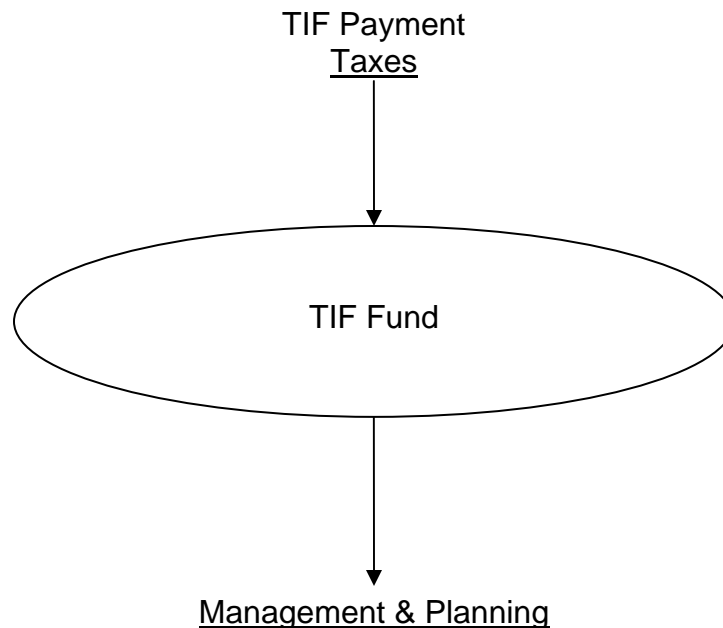 TIF Payment
Taxes
TIF Fund
Management & Planning